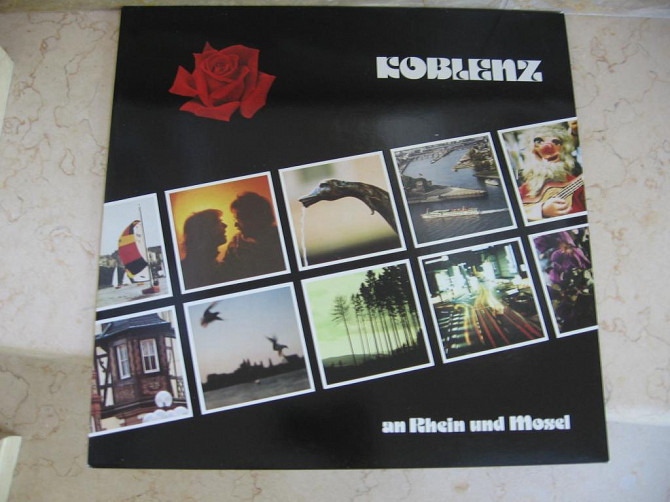 KOBLENZ
an Rhein und Mosel